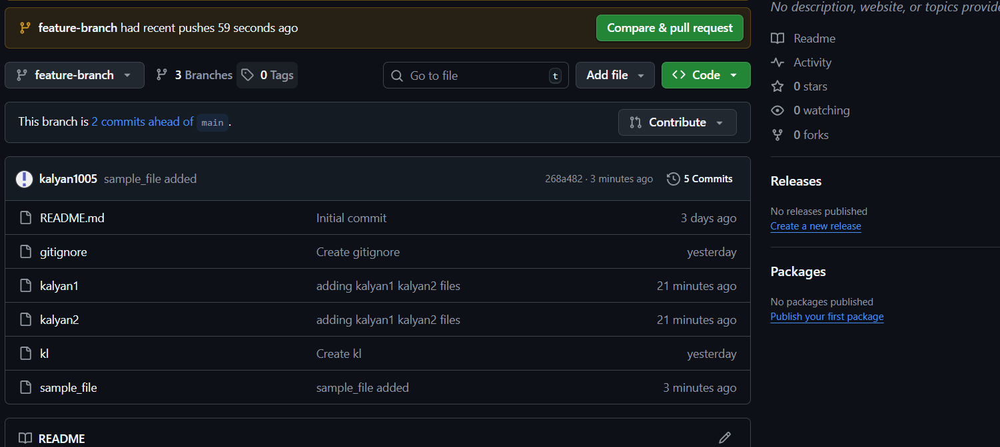 No description, website, or topics provide
feature-branch had recent pushes 59 seconds ago
Compare & pull request
Readme
Activity
0 stars
0 watching
0 forks
feature-branch
3 Branches
0 Tags
Go to file
t
Add file
<> Code
This branch is 2 commits ahead of main .
Contribute
kalyan1005 sample_file added
268a482 · 3 minutes ago
5 Commits
README.md Initial commit 3 days ago
gitignore Create gitignore yesterday
kalyan1 adding kalyan1 kalyan2 files 21 minutes ago
kalyan2 adding kalyan1 kalyan2 files 21 minutes ago
kl Create kl yesterday
sample_file sample_file added 3 minutes ago
README
Releases
No releases published
Create a new release
Packages
No packages published
Publish your first package